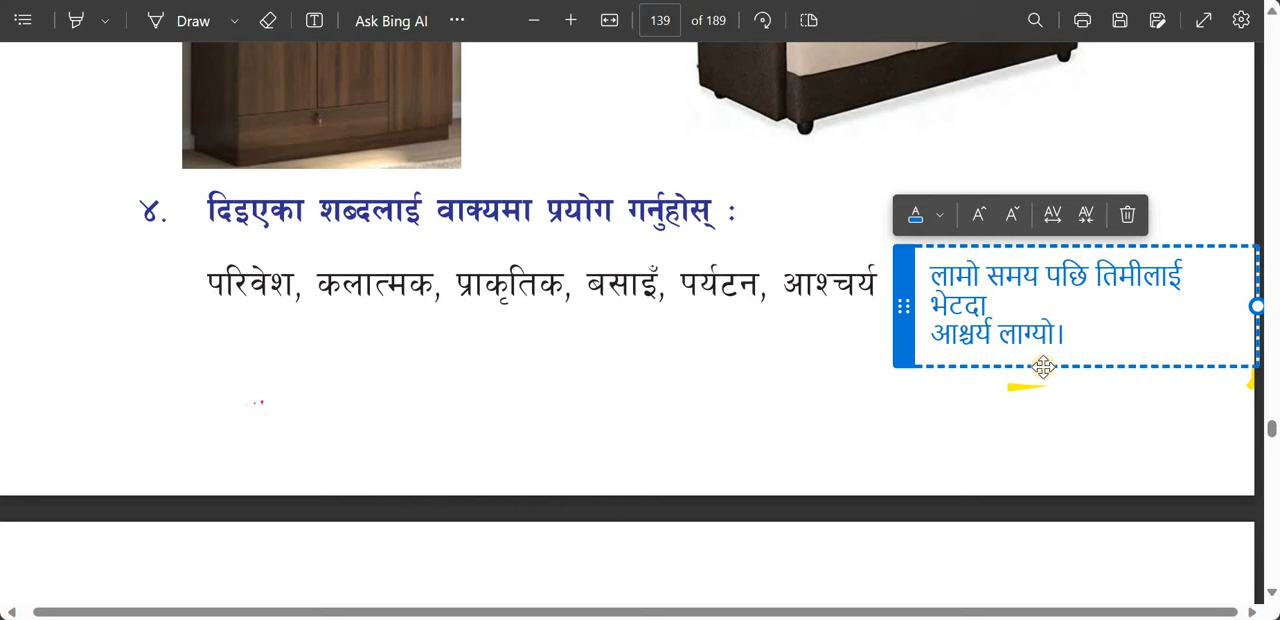 Draw
Ask Bing AI
139 of 189
४. दिइएका शब्दलाई वाक्यमा प्रयोग गर्नुहोस् :
परिवेश, कलात्मक, प्राकृतिक, बसाइँ, पर्यटन, आश्चर्य
लामो समय पछि तिमीलाई
भेटदा
आश्चर्य लाग्यो।